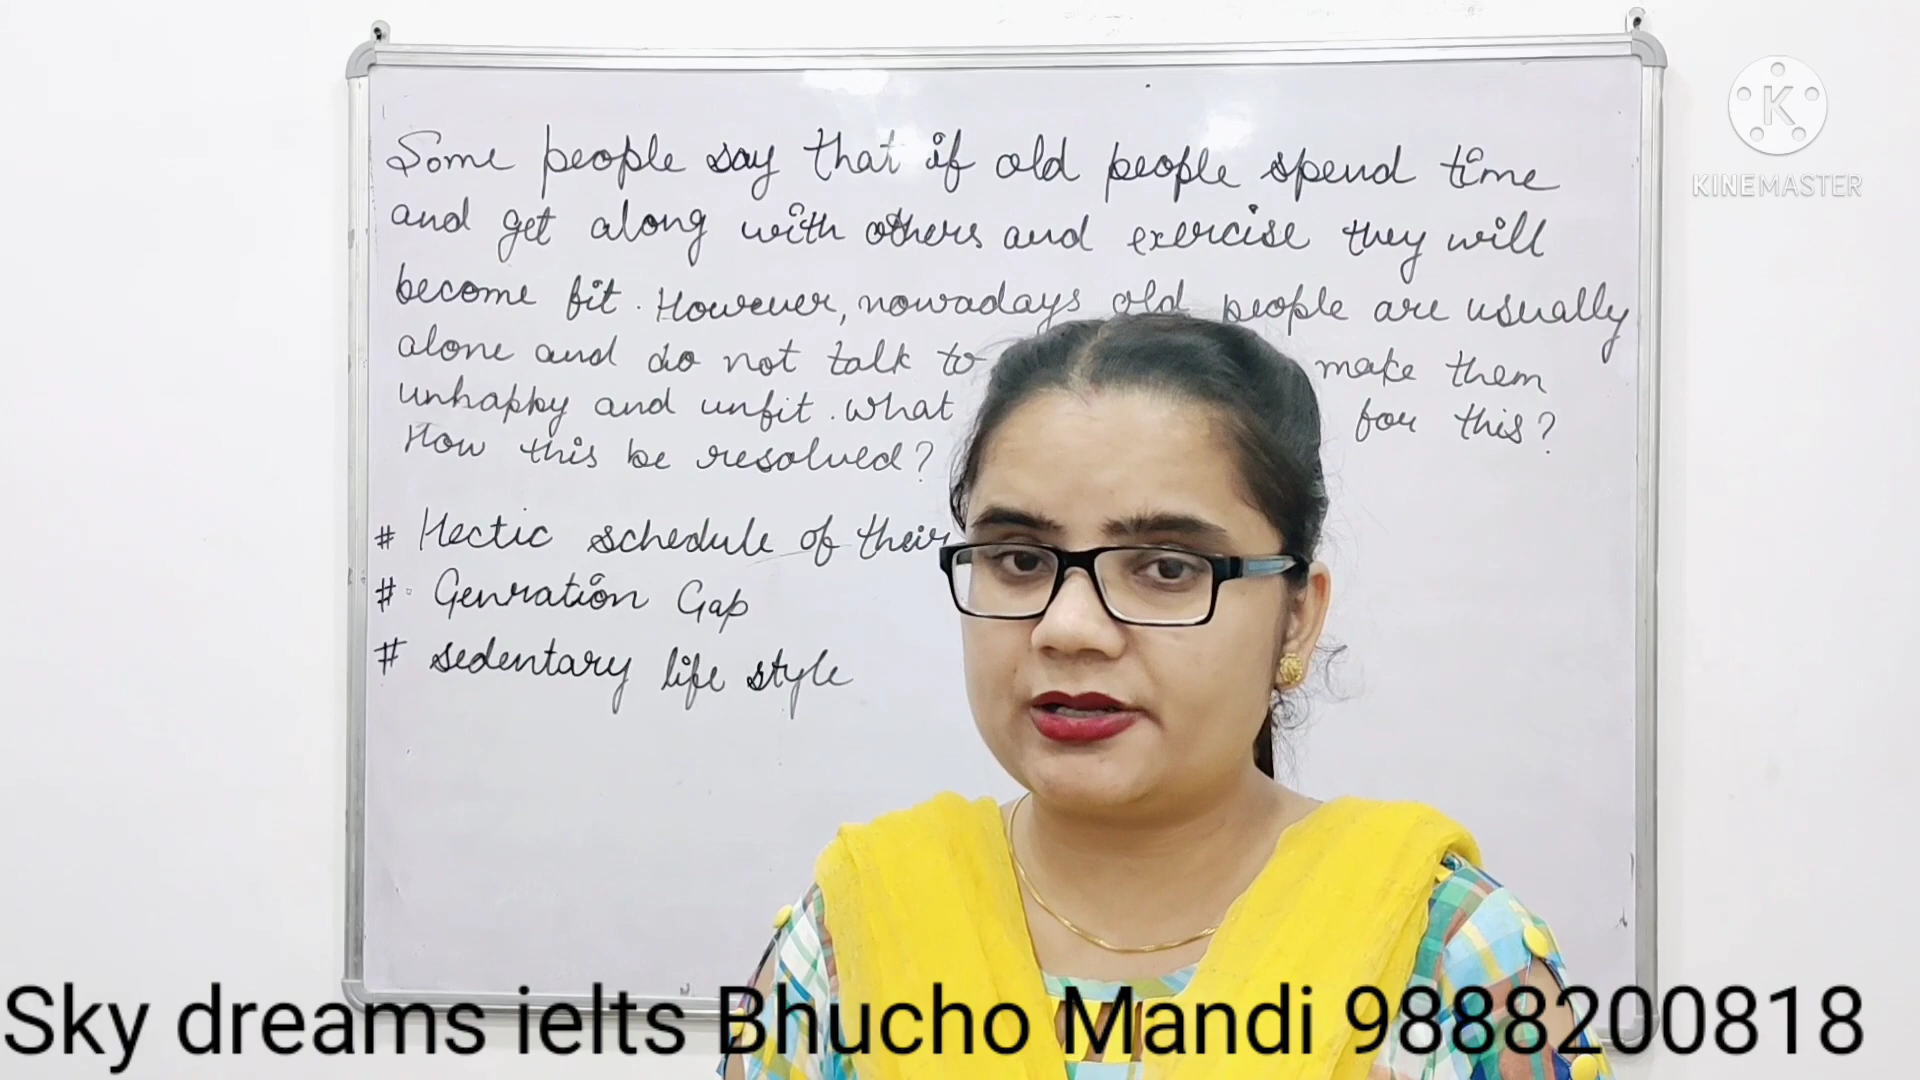 Some people say that if old people spend time
and get along with others and exercise they will
become fit. However, nowadays old people are usually
alone and do not talk to make them
unhappy and unfit. What for this?
How this be resolved?
# Hectic schedule of their
# Genration Gap
# sedentary life style
K
KINEMASTER
Sky dreams ielts Bhucho Mandi 9888200818